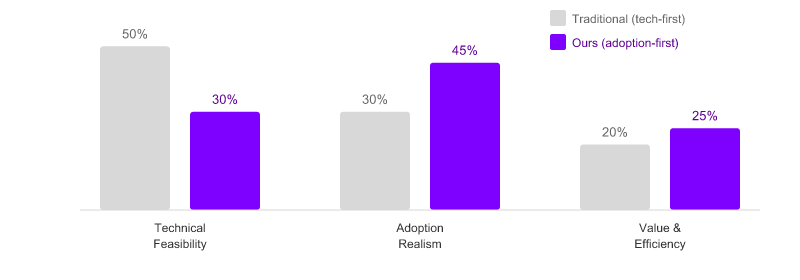 Traditional (tech-first)
Ours (adoption-first)
50%
30%
30%
45%
20%
25%
Technical
Feasibility
Adoption
Realism
Value &
Efficiency